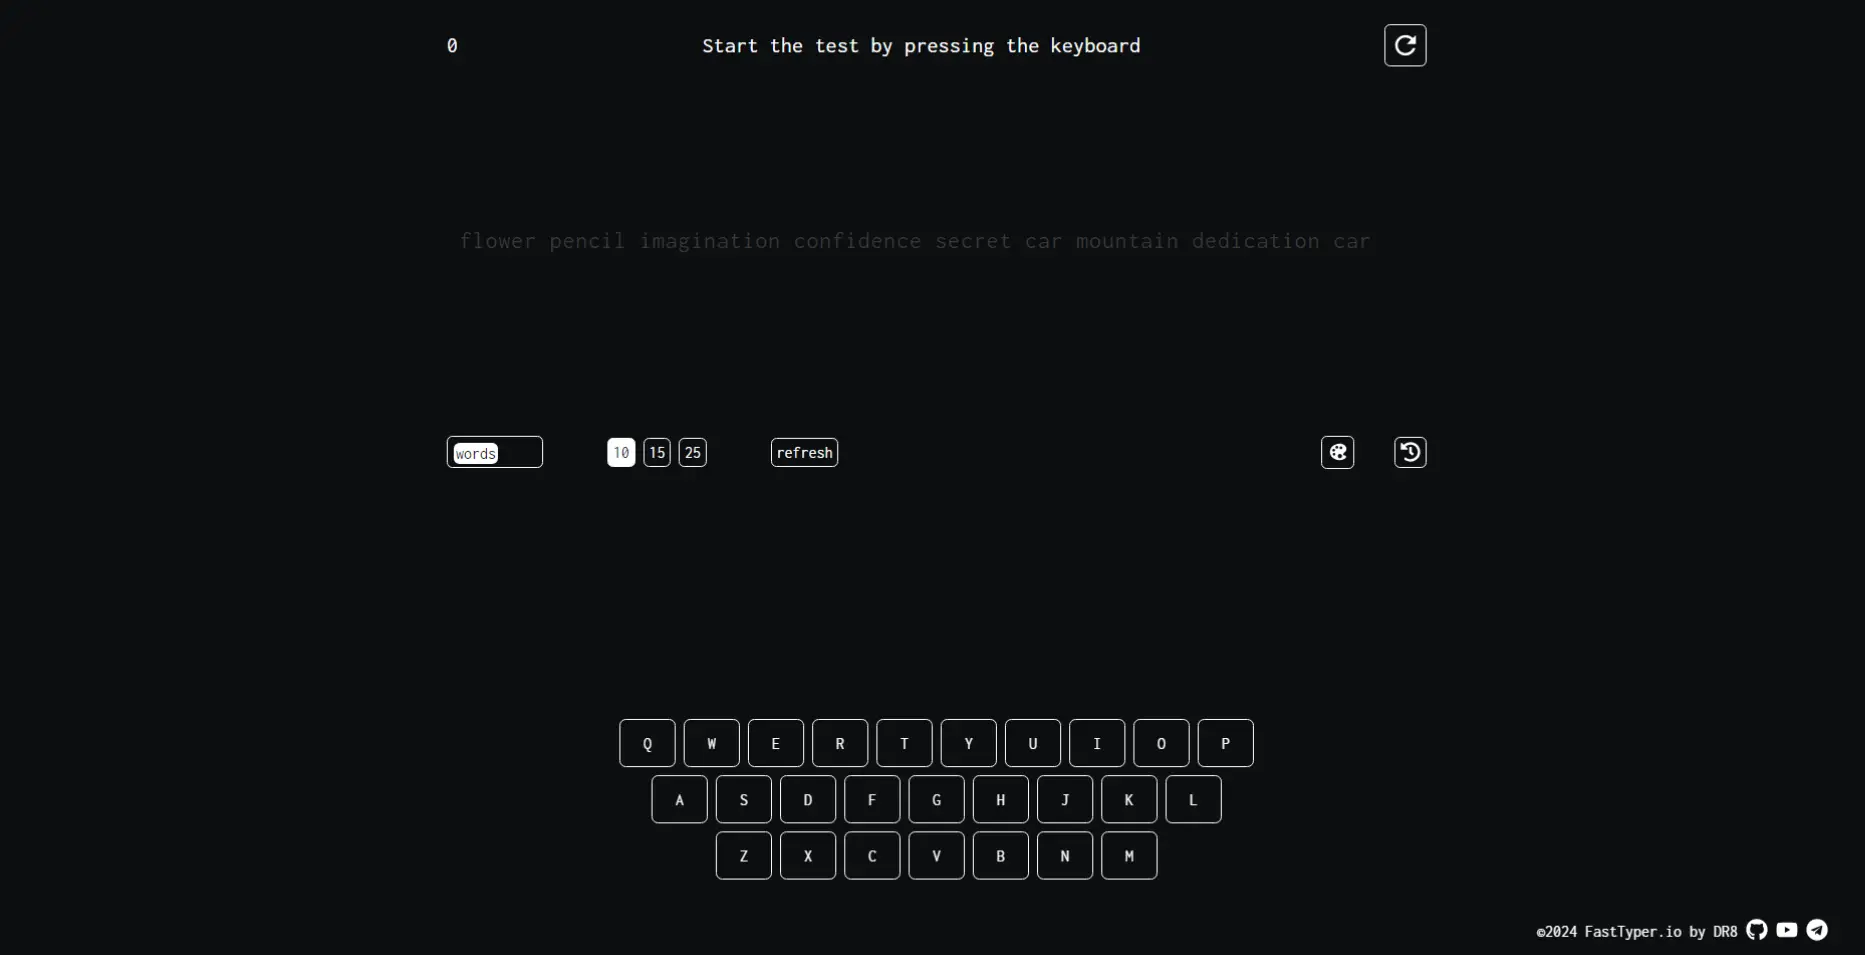 0 Start the test by pressing the keyboard
flower pencil imagination confidence secret car mountain dedication car
words 10 15 25 refresh
Q W E R T Y U I O P
A S D F G H J K L
Z X C V B N M
©2024 FastTyper.io by DR8